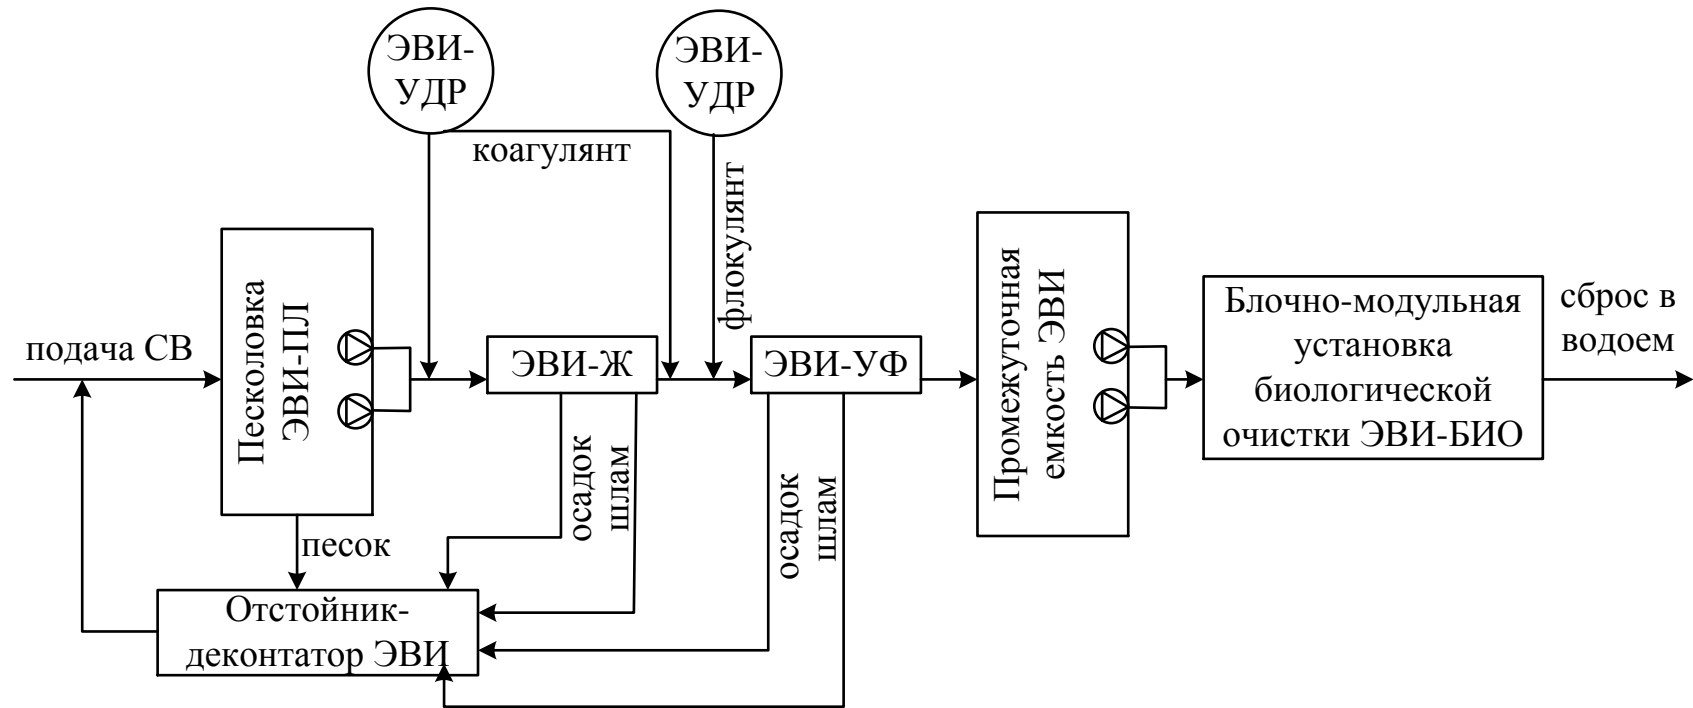 ЭВИ-
УДР
ЭВИ-
УДР
коагулянт
флокулянт
подача СВ
Песколовка
ЭВИ-ПЛ
ЭВИ-Ж
ЭВИ-УФ
Промежуточная
емкость ЭВИ
Блочно-модульная
установка
биологической
очистки ЭВИ-БИО
сброс в
водоем
песок
осадок
шлам
осадок
шлам
Отстойник-
деконтатор ЭВИ